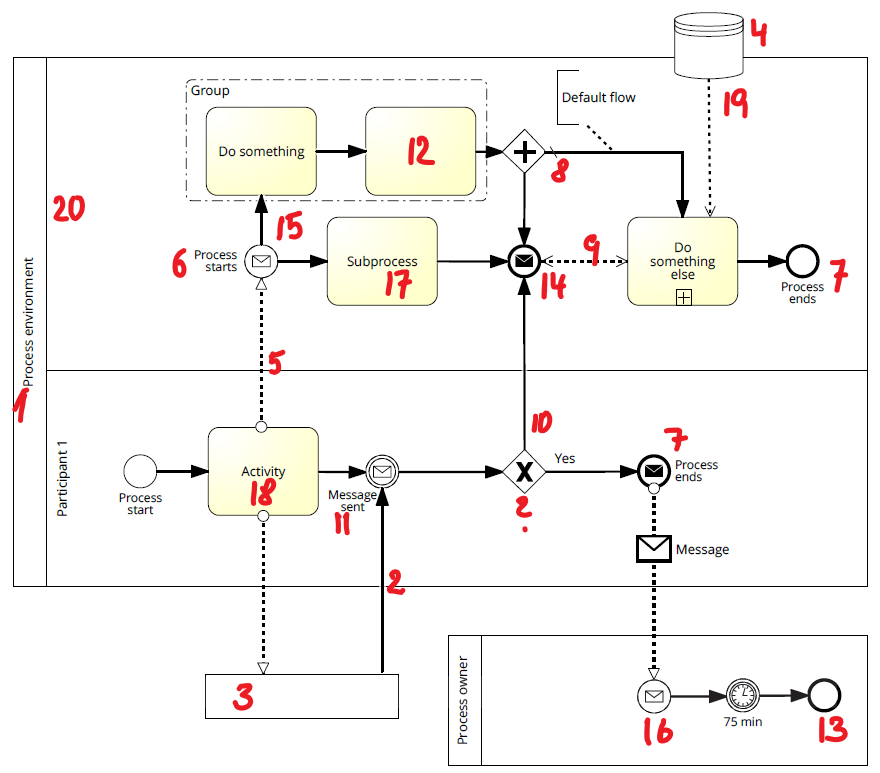 4
Group
Default flow
19
Do something
12
8
20
15
6
Process
starts
Subprocess
17
9
14
Do
something
else
Process
ends
7
Process environment
1
5
10
7
Participant 1
Process
start
Activity
18
Message
sent
11
Yes
?
Process
ends
Message
2
3
Process owner
16
75 min
13